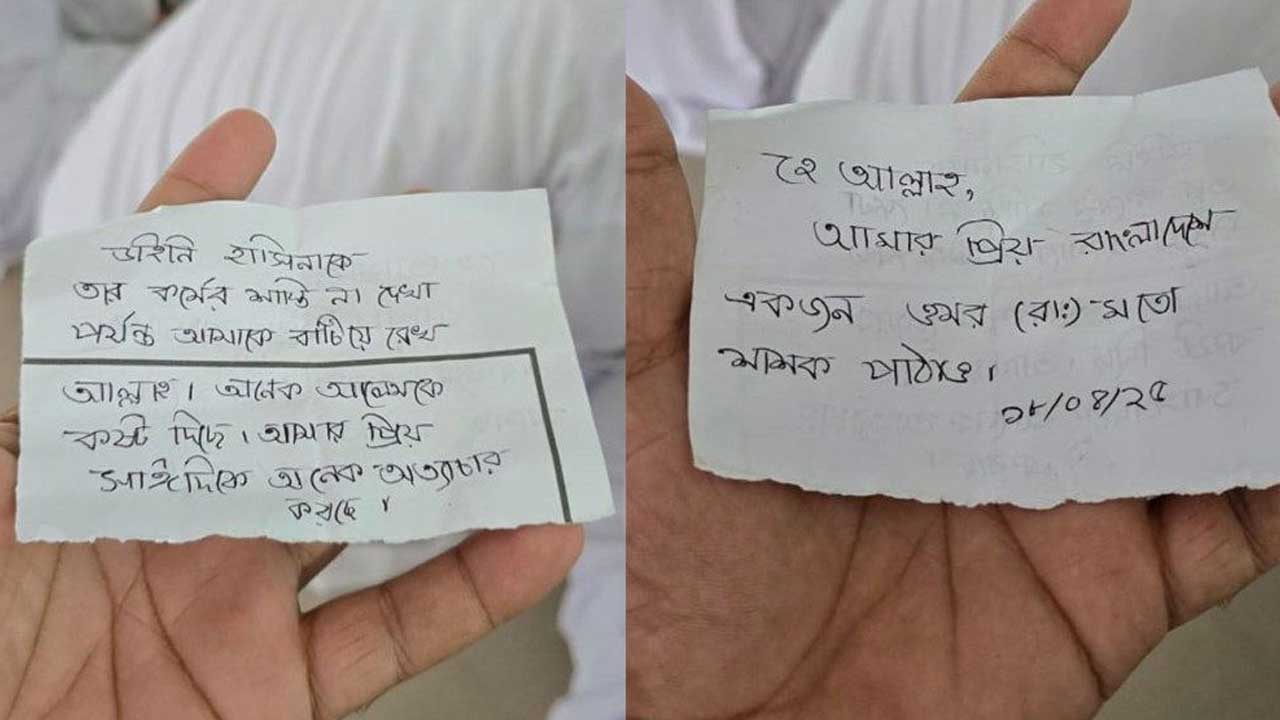 ডাইনি হাসিনাকে
তার কর্মের শাস্তি না দেখা
পর্যন্ত আমাকে বাঁচিয়ে রেখ
আল্লাহ। অনেক আলেমকে
কষ্ট দিছে। আমার প্রিয়
সাঈদিকে অনেক অত্যাচার
করছে।
হে আল্লাহ,
আমার প্রিয় বাংলাদেশে
একজন ওমর (রাঃ) মতো
শাসক পাঠাও।
১৮/০৪/২৫